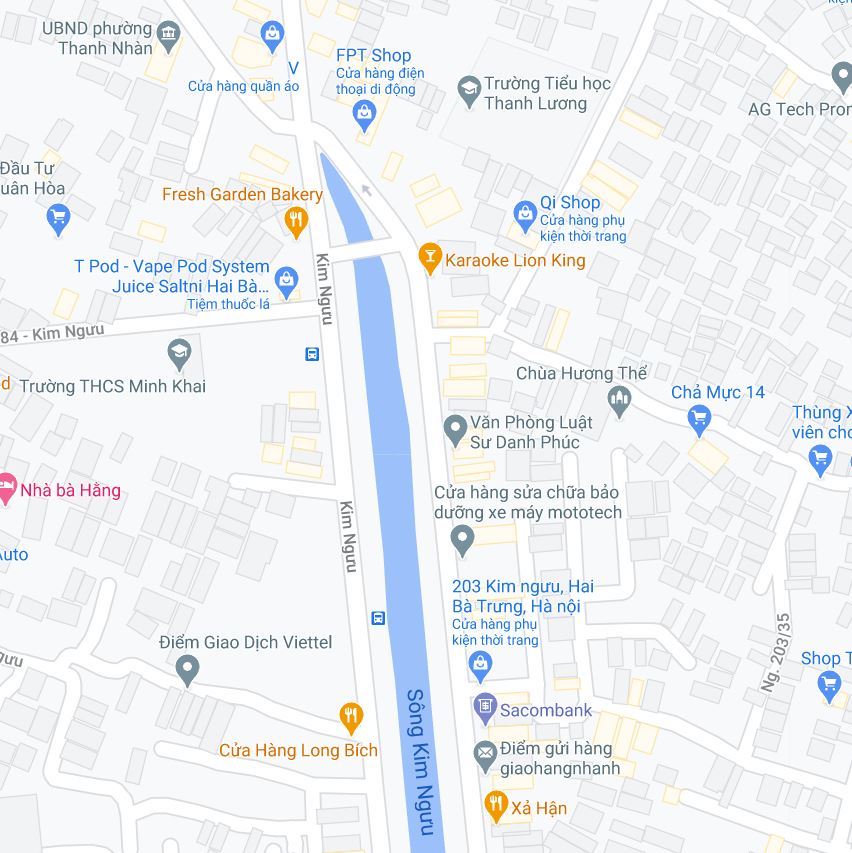 UBND phường
Thanh Nhàn
V
Cửa hàng quần áo
FPT Shop
Cửa hàng điện
thoại di động
Trường Tiểu học
Thanh Lương
AG Tech Pron
Đầu Tư
uân Hòa
Fresh Garden Bakery
Qi Shop
Cửa hàng phụ
kiện thời trang
T Pod - Vape Pod System
Juice Saltni Hai Bà...
Tiệm thuốc lá
Karaoke Lion King
Kim Ngưu
84 - Kim Ngưu
Trường THCS Minh Khai
Chùa Hương Thể
Chả Mực 14
Thùng X
viên cho
Văn Phòng Luật
Sư Danh Phúc
Nhà bà Hằng
Cửa hàng sửa chữa bảo
dưỡng xe máy mototech
Kim Ngưu
Auto
203 Kim ngưu, Hai
Bà Trưng, Hà nội
Cửa hàng phụ
kiện thời trang
Điểm Giao Dịch Viettel
gưu
Ng. 203/35
Shop T
Sông Kim Ngưu
Sacombank
Cửa Hàng Long Bích
Điểm gửi hàng
giaohangnhanh
Xả Hận